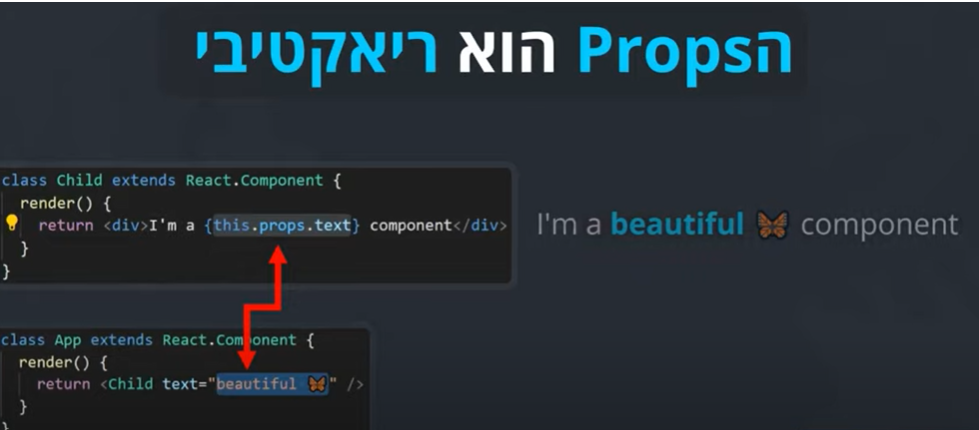 הProps הוא ריאקטיבי
class Child extends React.Component {
render() {
return <div>I'm a {this.props.text} component</div>
}
}
I'm a beautiful 🦋 component
class App extends React.Component {
render() {
return <Child text="beautiful 🦋" />
}
}